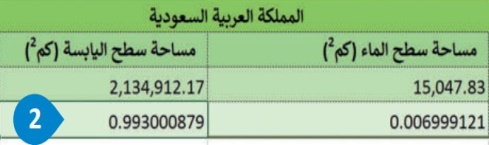 المملكة العربية السعودية
مساحة سطح الماء (كم²) مساحة سطح اليابسة (كم²)
15,047.83 2,134,912.17
0.006999121 0.993000879 2